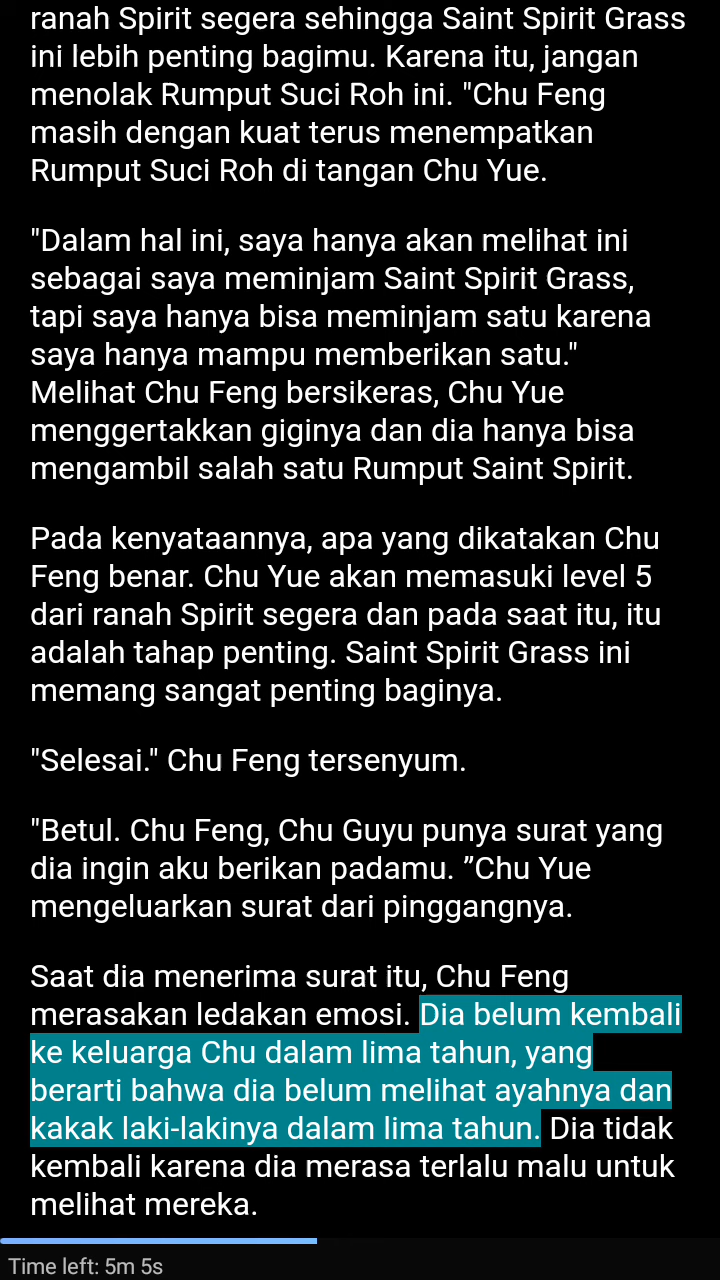 ranah Spirit segera sehingga Saint Spirit Grass
ini lebih penting bagimu. Karena itu, jangan
menolak Rumput Suci Roh ini. "Chu Feng
masih dengan kuat terus menempatkan
Rumput Suci Roh di tangan Chu Yue.
"Dalam hal ini, saya hanya akan melihat ini
sebagai saya meminjam Saint Spirit Grass,
tapi saya hanya bisa meminjam satu karena
saya hanya mampu memberikan satu."
Melihat Chu Feng bersikeras, Chu Yue
menggertakkan giginya dan dia hanya bisa
mengambil salah satu Rumput Saint Spirit.
Pada kenyataannya, apa yang dikatakan Chu
Feng benar. Chu Yue akan memasuki level 5
dari ranah Spirit segera dan pada saat itu, itu
adalah tahap penting. Saint Spirit Grass ini
memang sangat penting baginya.
"Selesai." Chu Feng tersenyum.
"Betul. Chu Feng, Chu Guyu punya surat yang
dia ingin aku berikan padamu. ”Chu Yue
mengeluarkan surat dari pinggangnya.
Saat dia menerima surat itu, Chu Feng
merasakan ledakan emosi. Dia belum kembali
ke keluarga Chu dalam lima tahun, yang
berarti bahwa dia belum melihat ayahnya dan
kakak laki-lakinya dalam lima tahun. Dia tidak
kembali karena dia merasa terlalu malu untuk
melihat mereka.
Time left: 5m 5s